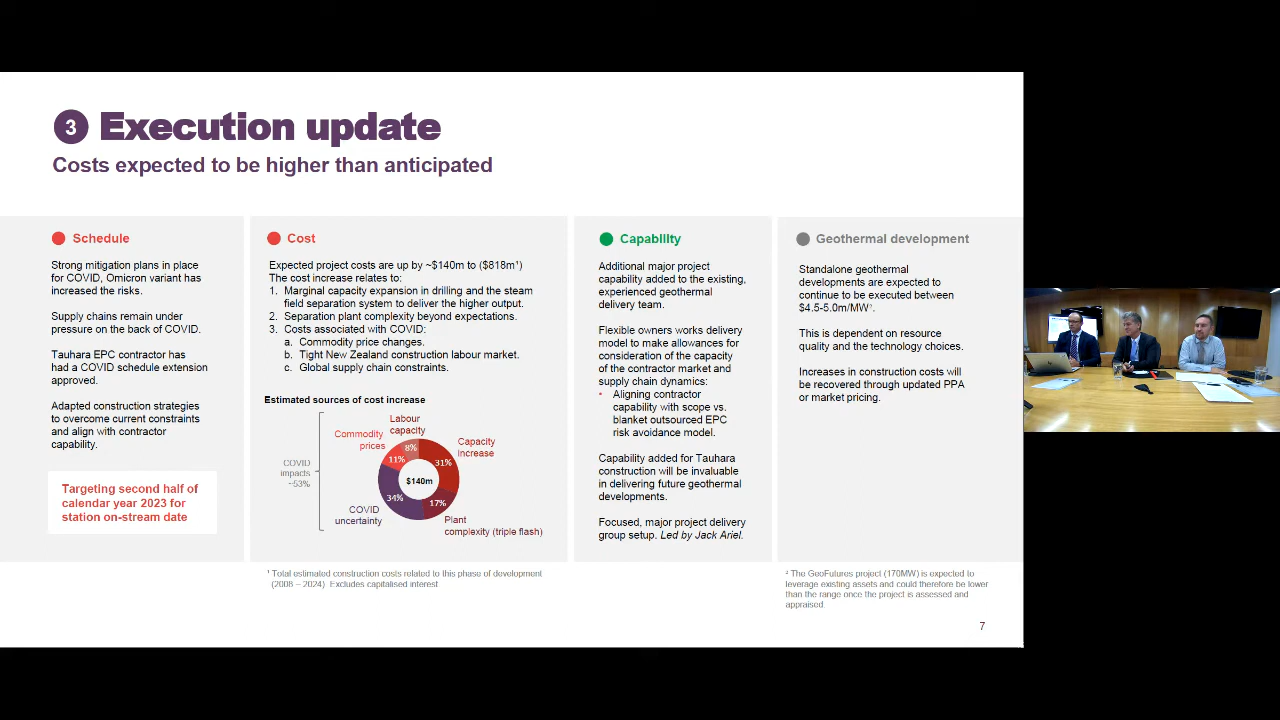 3 Execution update
Costs expected to be higher than anticipated
Schedule
Strong mitigation plans in place
for COVID, Omicron variant has
increased the risks.
Supply chains remain under
pressure on the back of COVID.
Tauhara EPC contractor has
had a COVID schedule extension
approved.
Adapted construction strategies
to overcome current constraints
and align with contractor
capability.
Targeting second half of
calendar year 2023 for
station on-stream date
Cost
Expected project costs are up by ~$140m to ($818m¹)
The cost increase relates to:
1. Marginal capacity expansion in drilling and the steam
field separation system to deliver the higher output.
2. Separation plant complexity beyond expectations.
3. Costs associated with COVID:
a. Commodity price changes.
b. Tight New Zealand construction labour market.
c. Global supply chain constraints.
Estimated sources of cost increase
Labour
capacity
8%
Commodity
prices
11%
Capacity
increase
31%
COVID
impacts
~53%
$140m
34%
17%
COVID
uncertainty
Plant
complexity (triple flash)
¹ Total estimated construction costs related to this phase of development
(2008 – 2024). Excludes capitalised interest.
Capability
Additional major project
capability added to the existing,
experienced geothermal
delivery team.
Flexible owners works delivery
model to make allowances for
consideration of the capacity
of the contractor market and
supply chain dynamics:
• Aligning contractor
capability with scope vs.
blanket outsourced EPC
risk avoidance model.
Capability added for Tauhara
construction will be invaluable
in delivering future geothermal
developments.
Focused, major project delivery
group setup. Led by Jack Ariel.
Geothermal development
Standalone geothermal
developments are expected to
continue to be executed between
$4.5-5.0m/MW².
This is dependent on resource
quality and the technology choices.
Increases in construction costs will
be recovered through updated PPA
or market pricing.
² The GeoFutures project (170MW) is expected to
leverage existing assets and could therefore be lower
than the range once the project is assessed and
appraised.
7